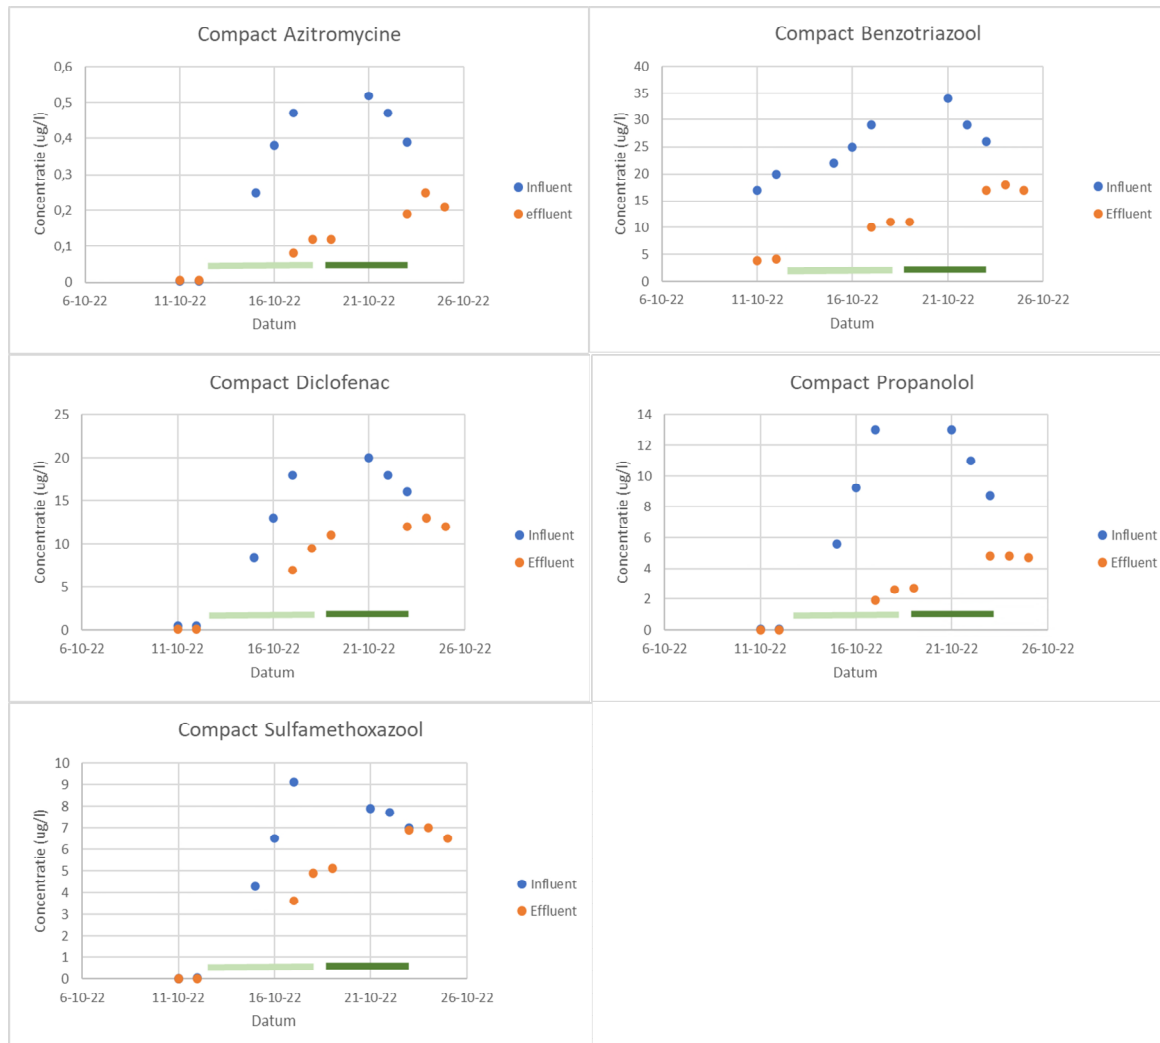 Compact Azitromycine
0,6
0,5
0,4
0,3
0,2
0,1
0
Concentratie (ug/l)
6-10-22 11-10-22 16-10-22 21-10-22 26-10-22
Datum
Influent
effluent
Compact Benzotriazool
40
35
30
25
20
15
10
5
0
Concentratie (ug/l)
6-10-22 11-10-22 16-10-22 21-10-22 26-10-22
Datum
Influent
Effluent
Compact Diclofenac
25
20
15
10
5
0
Concentratie (ug/l)
6-10-22 11-10-22 16-10-22 21-10-22 26-10-22
Datum
Influent
Effluent
Compact Propanolol
14
12
10
8
6
4
2
0
Concentratie (ug/l)
6-10-22 11-10-22 16-10-22 21-10-22 26-10-22
Datum
Influent
Effluent
Compact Sulfamethoxazool
10
9
8
7
6
5
4
3
2
1
0
Concentratie (ug/l)
6-10-22 11-10-22 16-10-22 21-10-22 26-10-22
Datum
Influent
Effluent